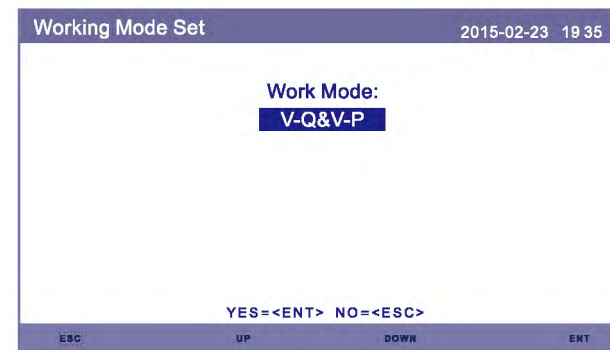 Working Mode Set 2015-02-23 19 35
Work Mode:
V-Q&V-P
YES=<ENT> NO=<ESC>
ESC UP DOWN ENT